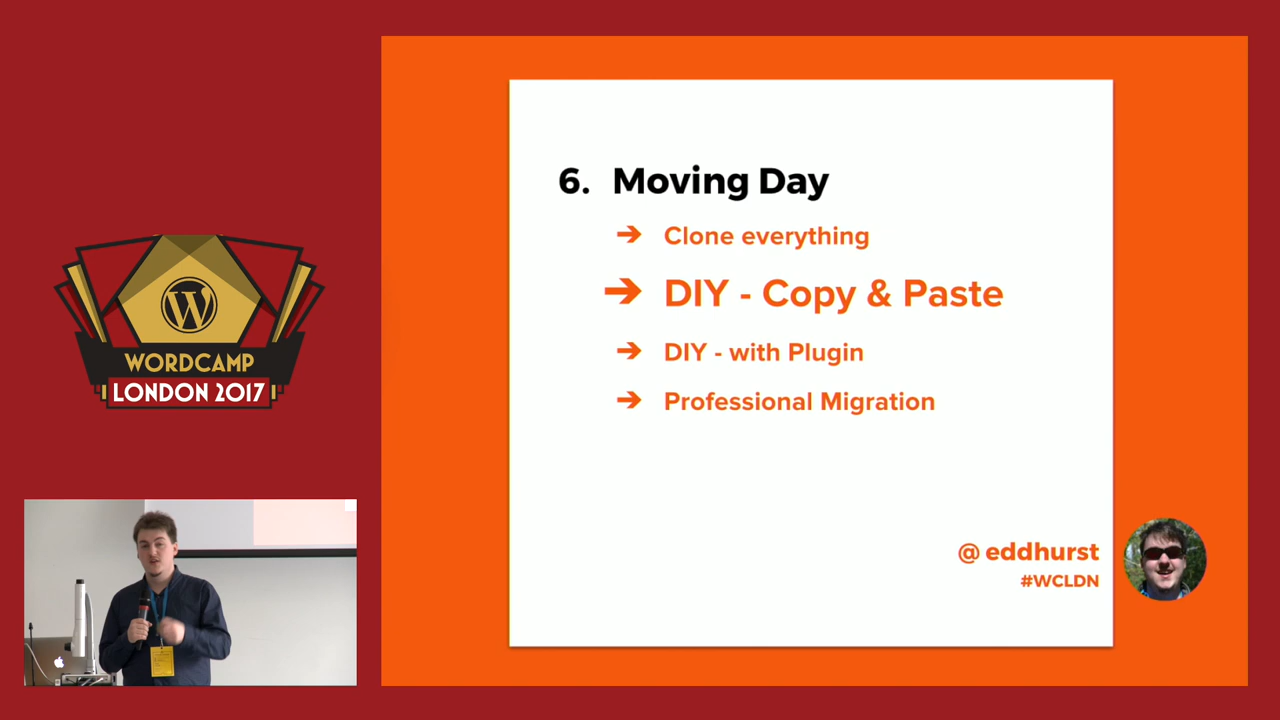 WORDCAMP
LONDON 2017
6. Moving Day
➔ Clone everything
➔ DIY - Copy & Paste
➔ DIY - with Plugin
➔ Professional Migration
@ eddhurst
#WCLDN